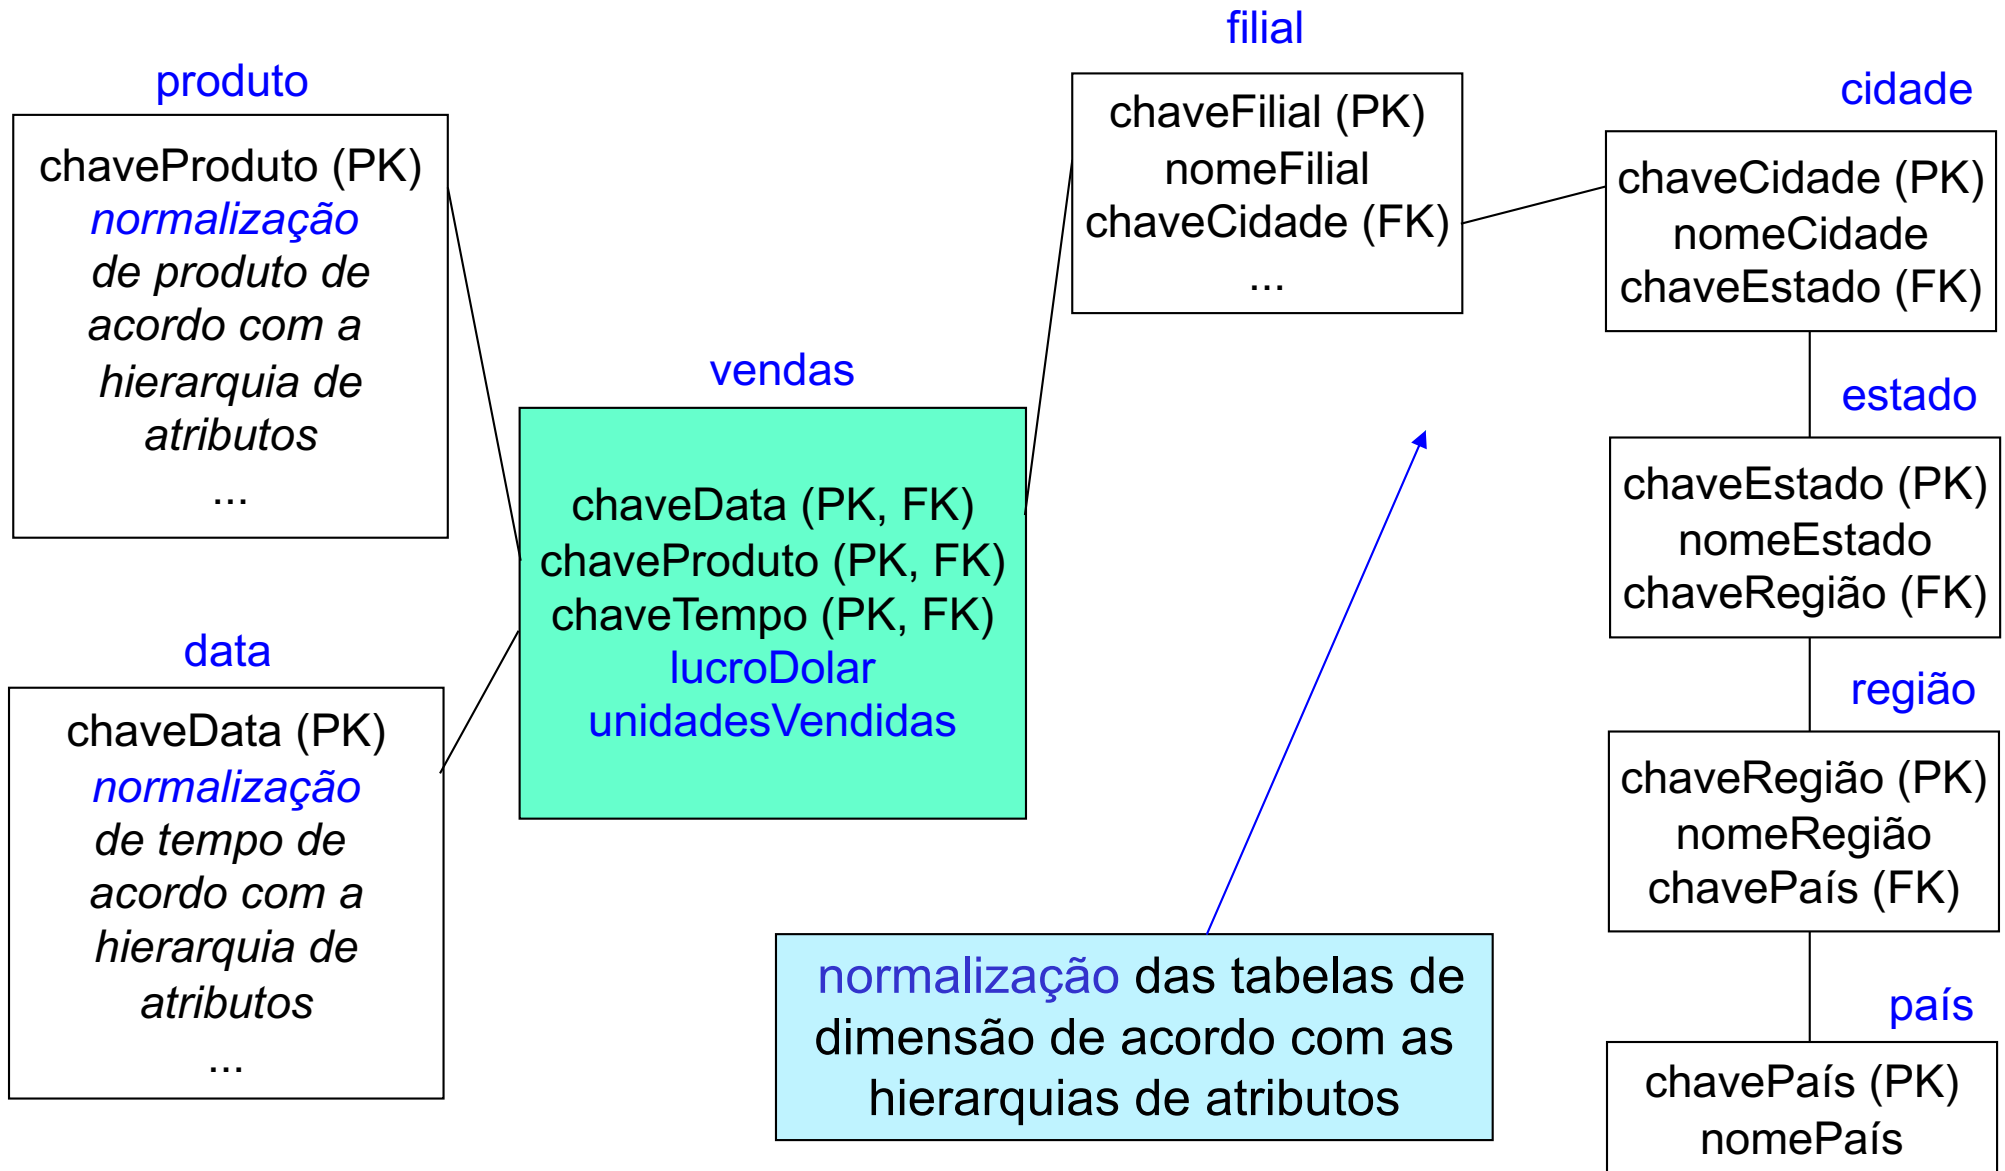 produto
chaveProduto (PK)
normalização
de produto de
acordo com a
hierarquia de
atributos
...
data
chaveData (PK)
normalização
de tempo de
acordo com a
hierarquia de
atributos
...
vendas
chaveData (PK, FK)
chaveProduto (PK, FK)
chaveTempo (PK, FK)
lucroDolar
unidadesVendidas
filial
chaveFilial (PK)
nomeFilial
chaveCidade (FK)
...
cidade
chaveCidade (PK)
nomeCidade
chaveEstado (FK)
estado
chaveEstado (PK)
nomeEstado
chaveRegião (FK)
região
chaveRegião (PK)
nomeRegião
chavePaís (FK)
país
chavePaís (PK)
nomePaís
normalização das tabelas de
dimensão de acordo com as
hierarquias de atributos